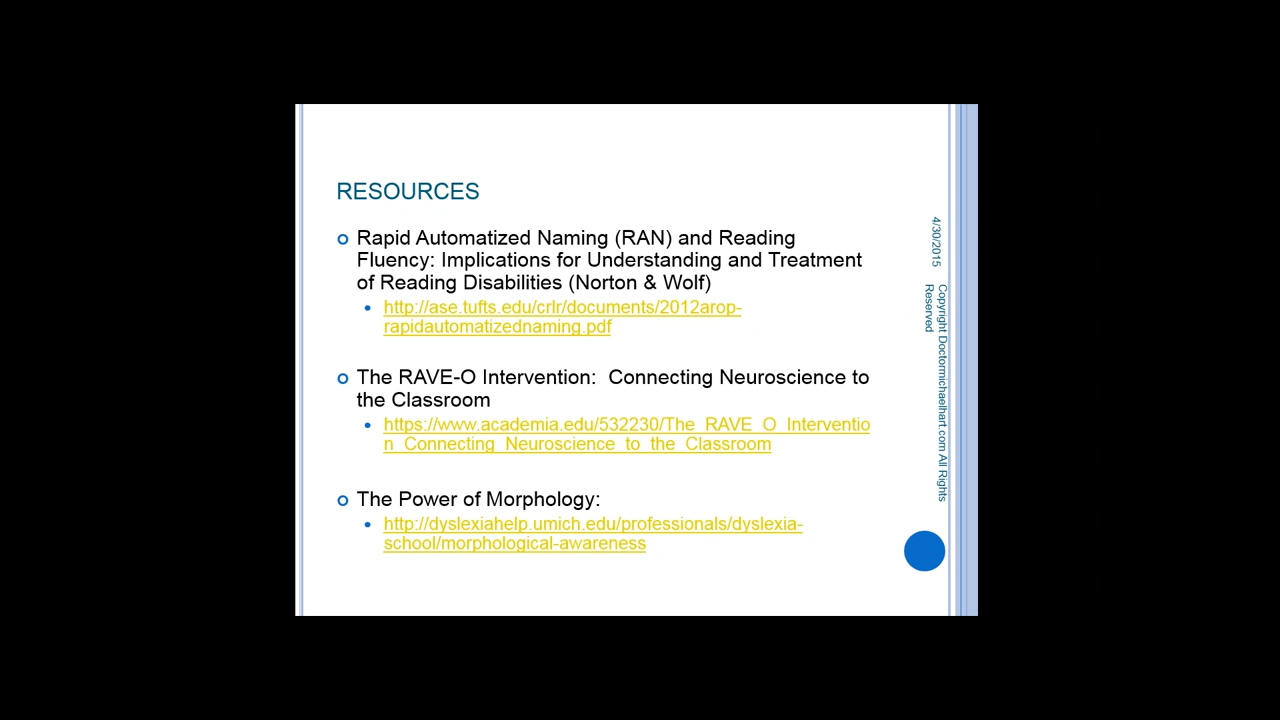 RESOURCES
Rapid Automatized Naming (RAN) and Reading
Fluency: Implications for Understanding and Treatment
of Reading Disabilities (Norton & Wolf)
http://ase.tufts.edu/crlr/documents/2012arop-
rapidautomatizednaming.pdf
The RAVE-O Intervention:  Connecting Neuroscience to
the Classroom
https://www.academia.edu/532230/The_RAVE_O_Interventio
n_Connecting_Neuroscience_to_the_Classroom
The Power of Morphology:
http://dyslexiahelp.umich.edu/professionals/dyslexia-
school/morphological-awareness
4/30/2015
Copyright Doctormichaelhart.com All Rights
Reserved